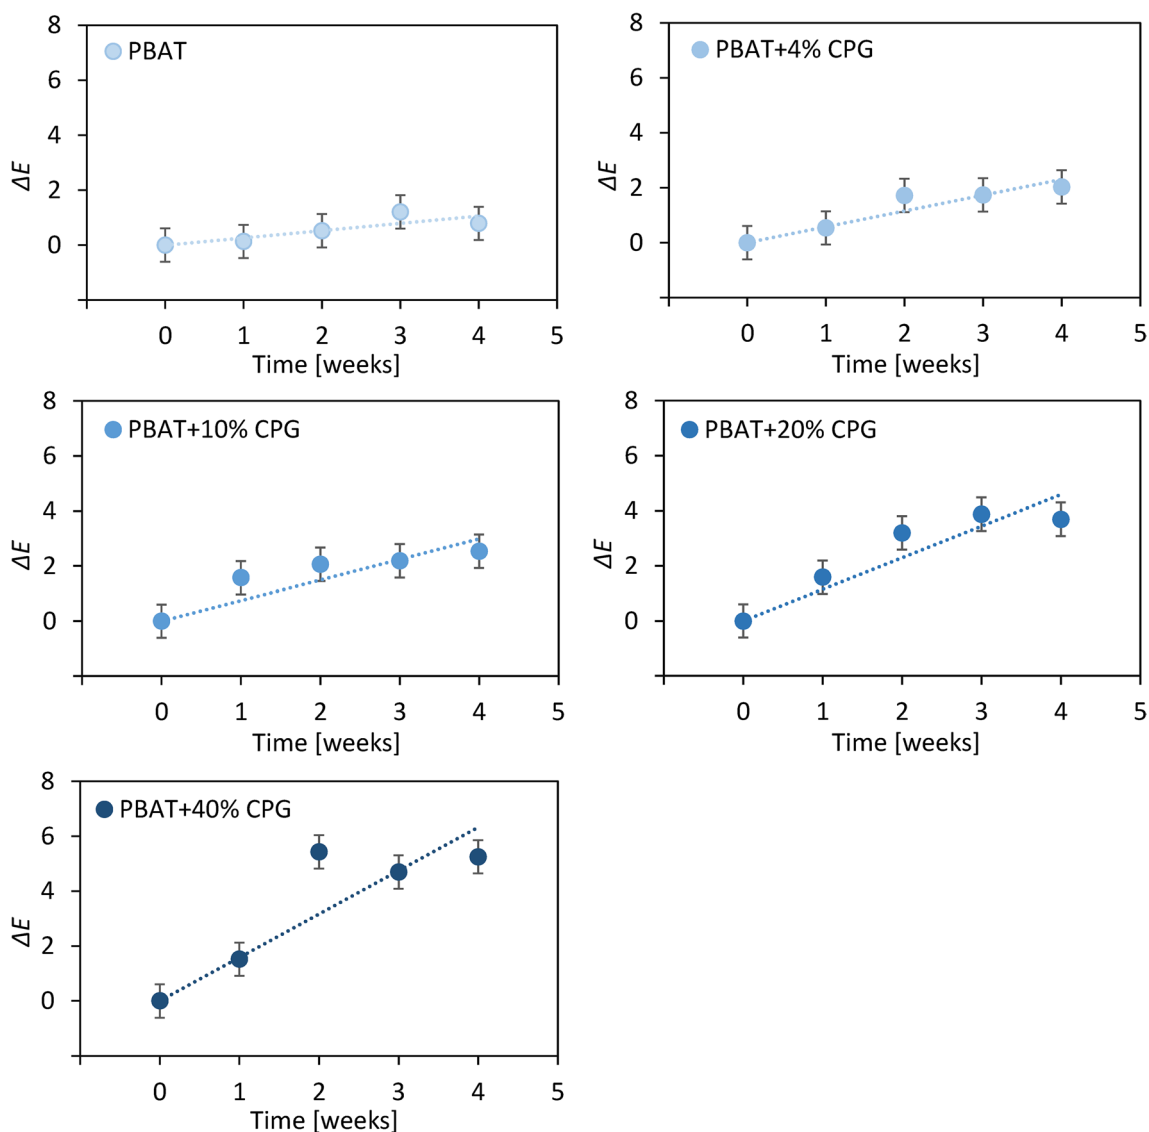 PBAT
8
6
4
2
0
ΔE
0 1 2 3 4 5
Time [weeks]
PBAT+4% CPG
8
6
4
2
0
ΔE
0 1 2 3 4 5
Time [weeks]
PBAT+10% CPG
8
6
4
2
0
ΔE
0 1 2 3 4 5
Time [weeks]
PBAT+20% CPG
8
6
4
2
0
ΔE
0 1 2 3 4 5
Time [weeks]
PBAT+40% CPG
8
6
4
2
0
ΔE
0 1 2 3 4 5
Time [weeks]